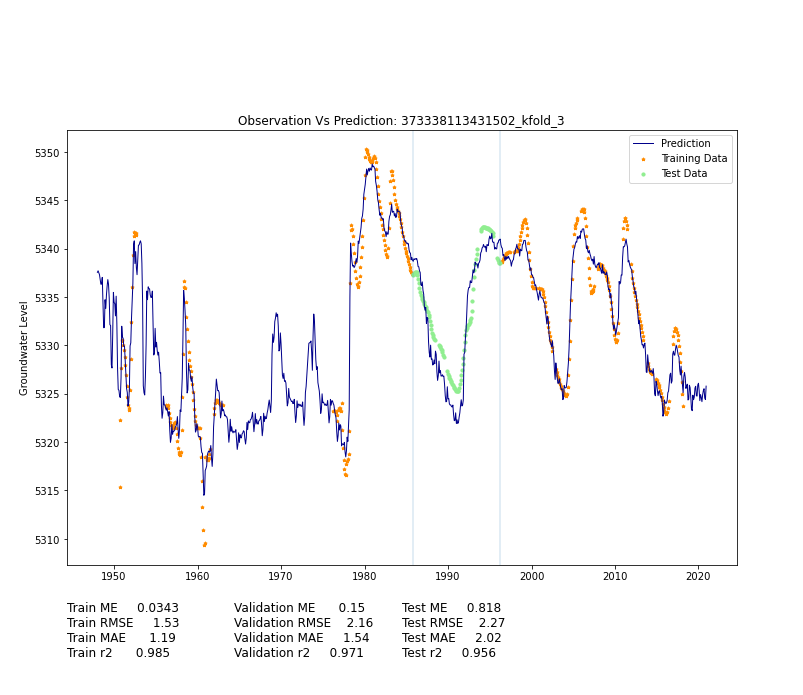 Observation Vs Prediction: 373338113431502_kfold_3
Prediction
Training Data
Test Data
5350
5345
5340
5335
5330
5325
5320
5315
5310
Groundwater Level
1950 1960 1970 1980 1990 2000 2010 2020
Train ME 0.0343 Validation ME 0.15 Test ME 0.818
Train RMSE 1.53 Validation RMSE 2.16 Test RMSE 2.27
Train MAE 1.19 Validation MAE 1.54 Test MAE 2.02
Train r2 0.985 Validation r2 0.971 Test r2 0.956